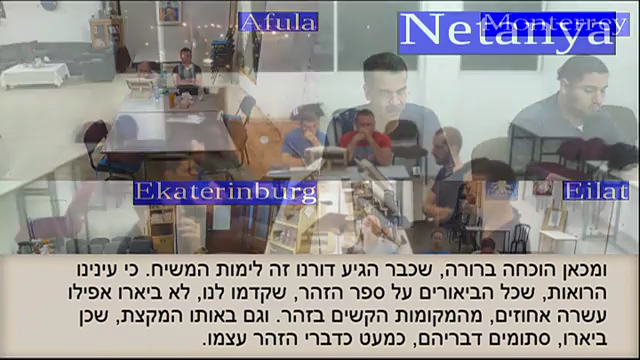 Afula
Netanya
Monterrey
Ekaterinburg
Eilat
ומכאן הוכחה ברורה, שכבר הגיע דורנו זה לימות המשיח. כי עינינו
הרואות, שכל הביאורים על ספר הזהר, שקדמו לנו, לא ביארו אפילו
עשרה אחוזים, מהמקומות הקשים בזהר. וגם באותו המקצת, שכן
ביארו, סתומים דבריהם, כמעט כדברי הזהר עצמו.